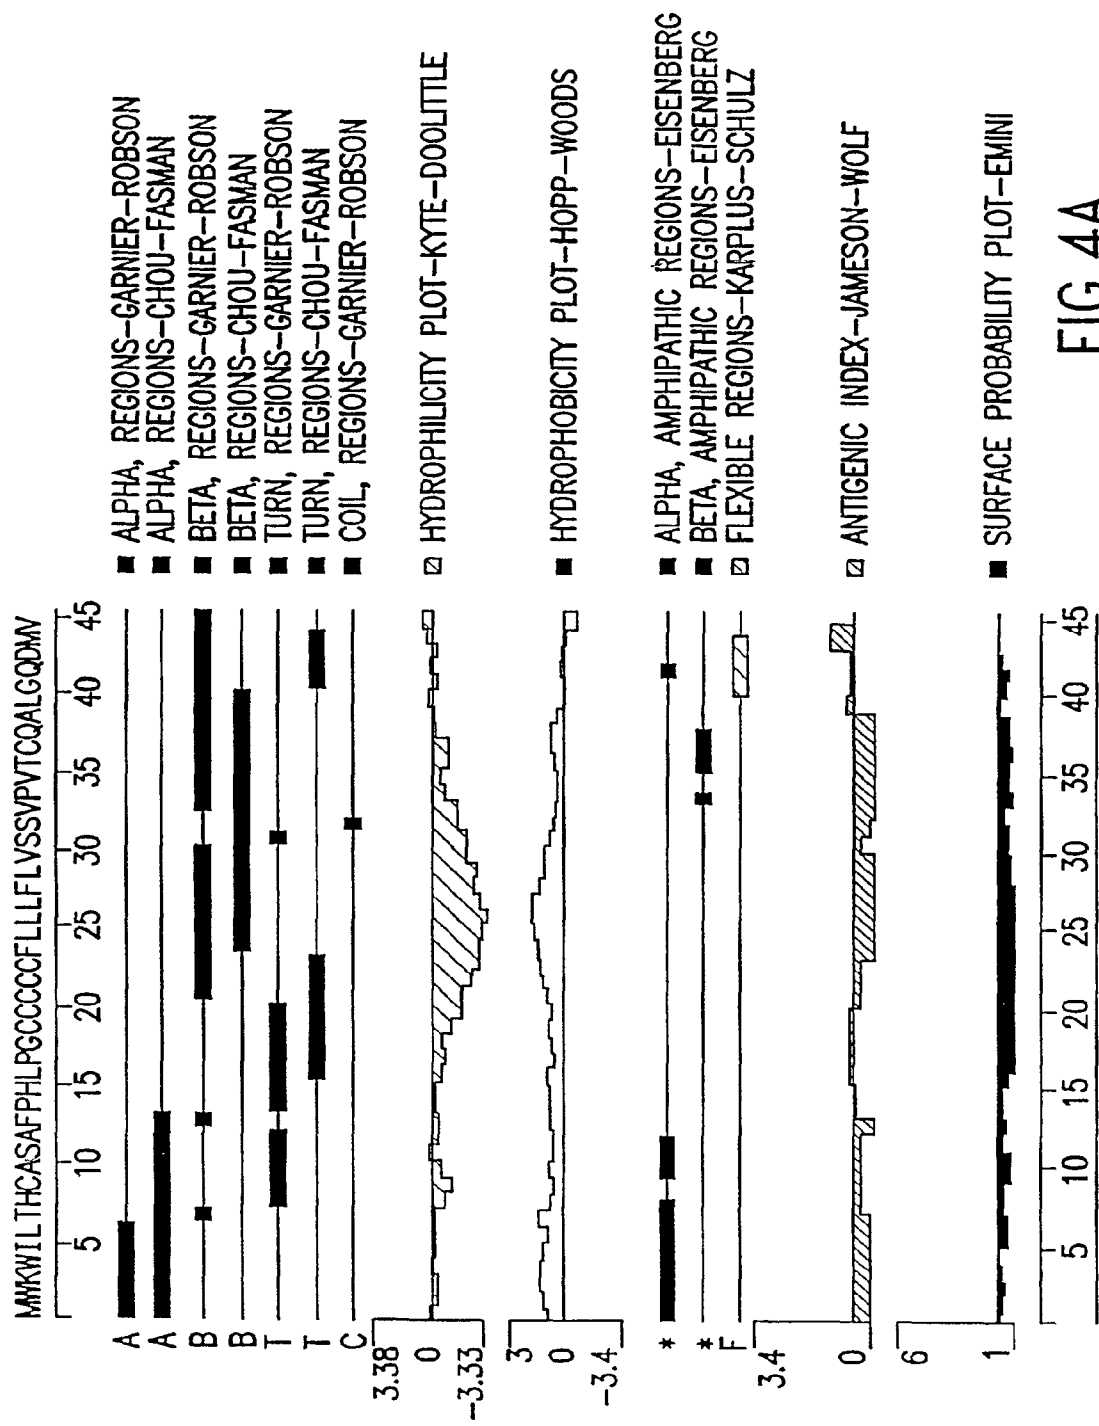 MWKWILTHCASAFPHLPGCCCCCFLLLFLVSSVPVTCQALGQDMV
5 10 15 20 25 30 35 40 45
A ALPHA, REGIONS-GARNIER-ROBSON
A ALPHA, REGIONS-CHOU-FASMAN
B BETA, REGIONS-GARNIER-ROBSON
B BETA, REGIONS-CHOU-FASMAN
T TURN, REGIONS-GARNIER-ROBSON
T TURN, REGIONS-CHOU-FASMAN
C COIL, REGIONS-GARNIER-ROBSON
3.38
0 HYDROPHILICITY PLOT-KYTE-DOOLITTLE
-3.33
3
0 HYDROPHOBICITY PLOT-HOPP-WOODS
-3.4
* ALPHA, AMPHIPATHIC REGIONS-EISENBERG
* BETA, AMPHIPATHIC REGIONS-EISENBERG
F FLEXIBLE REGIONS-KARPLUS-SCHULZ
3.4
0 ANTIGENIC INDEX-JAMESON-WOLF
6
1 SURFACE PROBABILITY PLOT-EMINI
5 10 15 20 25 30 35 40 45
FIG 4A